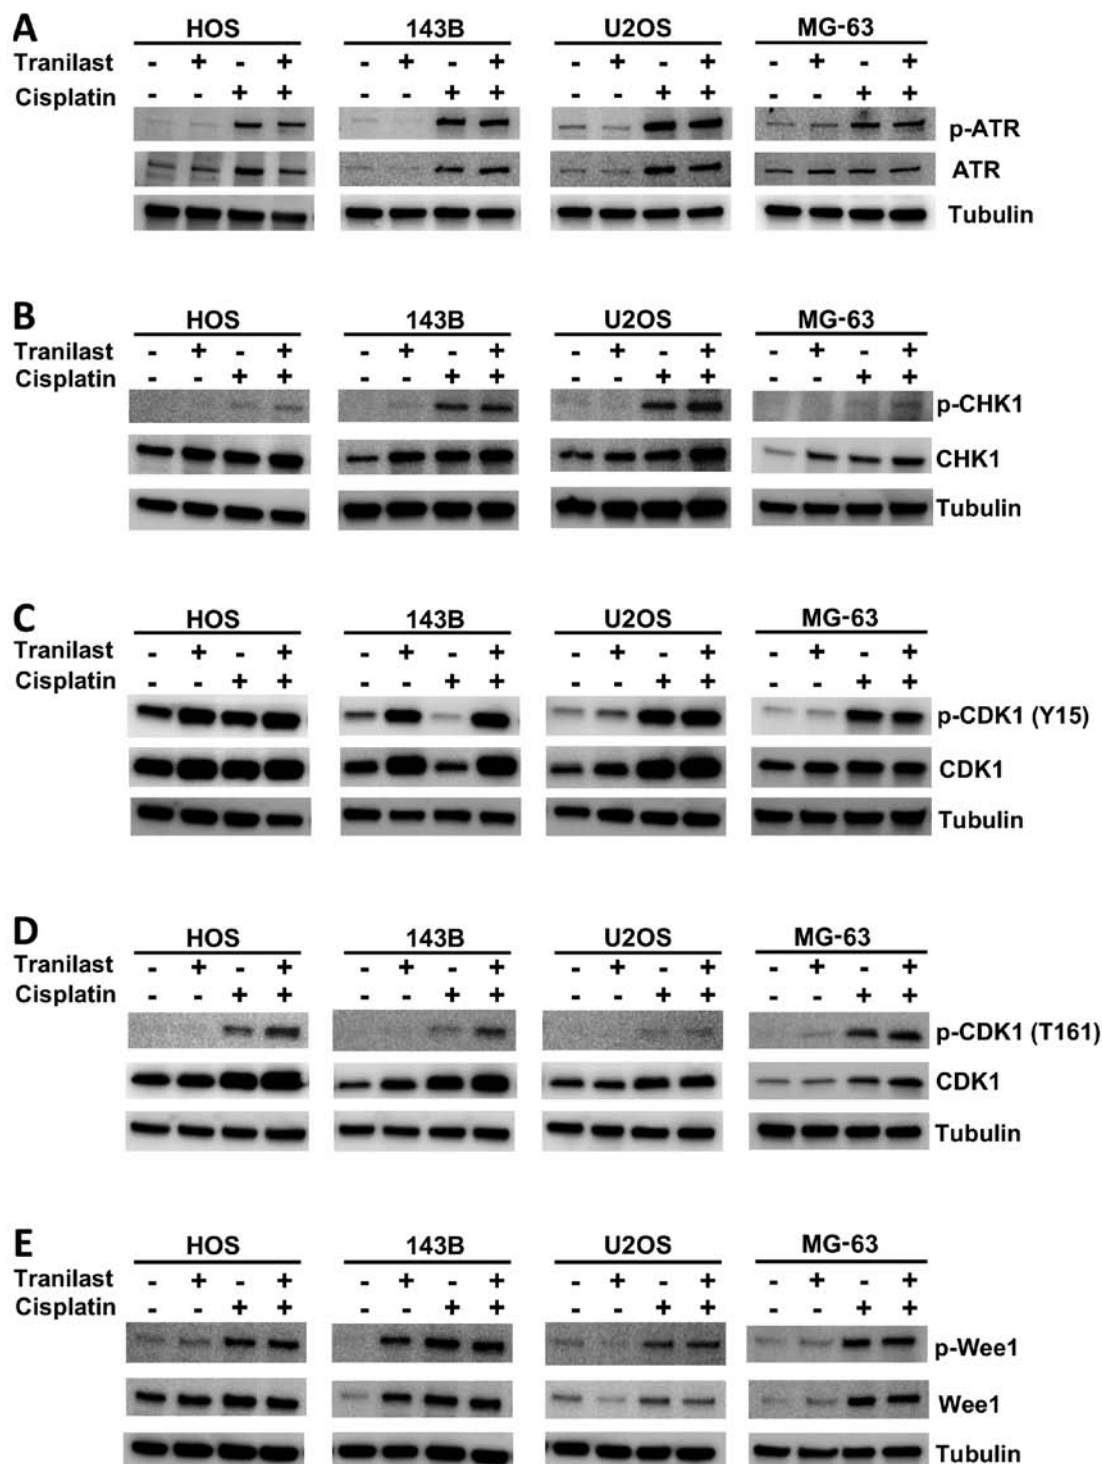 A
HOS 143B U2OS MG-63
Tranilast - + - + - + - + - + - + - + - +
Cisplatin - - + + - - + + - - + + - - + +
p-ATR
ATR
Tubulin
B
HOS 143B U2OS MG-63
Tranilast - + - + - + - + - + - + - + - +
Cisplatin - - + + - - + + - - + + - - + +
p-CHK1
CHK1
Tubulin
C
HOS 143B U2OS MG-63
Tranilast - + - + - + - + - + - + - + - +
Cisplatin - - + + - - + + - - + + - - + +
p-CDK1 (Y15)
CDK1
Tubulin
D
HOS 143B U2OS MG-63
Tranilast - + - + - + - + - + - + - + - +
Cisplatin - - + + - - + + - - + + - - + +
p-CDK1 (T161)
CDK1
Tubulin
E
HOS 143B U2OS MG-63
Tranilast - + - + - + - + - + - + - + - +
Cisplatin - - + + - - + + - - + + - - + +
p-Wee1
Wee1
Tubulin